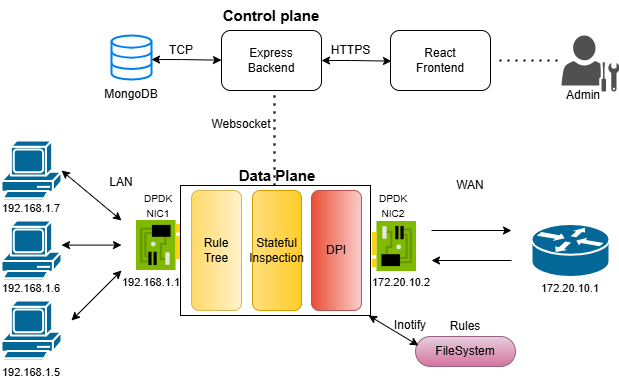 Control plane
TCP
Express
Backend
HTTPS
React
Frontend
MongoDB
Admin
Websocket
Data Plane
LAN
WAN
192.168.1.7
DPDK
NIC1
Rule
Tree
Stateful
Inspection
DPI
DPDK
NIC2
192.168.1.6
192.168.1.1
172.20.10.2
172.20.10.1
Inotify
Rules
FileSystem
192.168.1.5